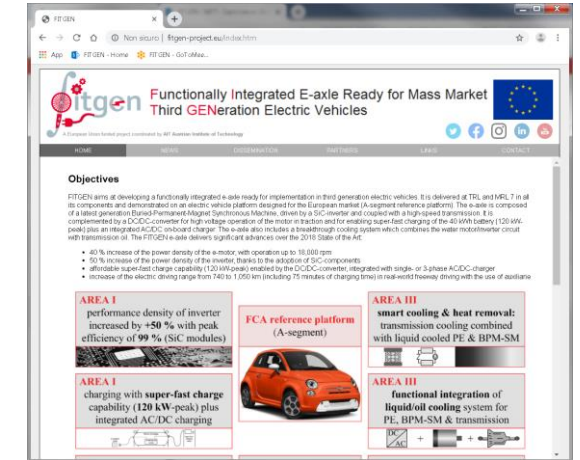 FITGEN
Non sicuro | fitgen-project.eu/index.htm
App FITGEN - Home FITGEN - GoToMee...
fitgen
Functionally Integrated E-axle Ready for Mass Market
Third GENeration Electric Vehicles
A European Union funded project coordinated by AIT Austrian Institute of Technology
HOME NEWS DISSEMINATION PARTNERS LINKS CONTACT
Objectives
FITGEN aims at developing a functionally integrated e-axle ready for implementation in third generation electric vehicles. It is delivered at TRL and MRL 7 in all
its components and demonstrated on an electric vehicle platform designed for the European market (A-segment reference platform). The e-axle is composed
of a latest generation Buried-Permanent-Magnet Synchronous Machine, driven by a SiC-inverter and coupled with a high-speed transmission. It is
complemented by a DC/DC-converter for high voltage operation of the motor in traction and for enabling super-fast charging of the 40 kWh battery (120 kW-
peak) plus an integrated AC/DC on-board charger. The e-axle also includes a breakthrough cooling system which combines the water motor/inverter circuit
with transmission oil. The FITGEN e-axle delivers significant advances over the 2018 State of the Art:
• 40 % increase of the power density of the e-motor, with operation up to 18,000 rpm
• 50 % increase of the power density of the inverter, thanks to the adoption of SiC-components
• affordable super-fast charge capability (120 kW-peak) enabled by the DC/DC-converter, integrated with single- or 3-phase AC/DC-charger
• increase of the electric driving range from 740 to 1,050 km (including 75 minutes of charging time) in real-world freeway driving with the use of auxiliarie
AREA I
performance density of inverter
increased by +50 % with peak
efficiency of 99 % (SiC modules)
FCA reference platform
(A-segment)
AREA III
smart cooling & heat removal:
transmission cooling combined
with liquid cooled PE & BPM-SM
AREA I
charging with super-fast charge
capability (120 kW-peak) plus
integrated AC/DC charging
AREA III
functional integration of
liquid/oil cooling system for
PE, BPM-SM & transmission
DC/AC + +